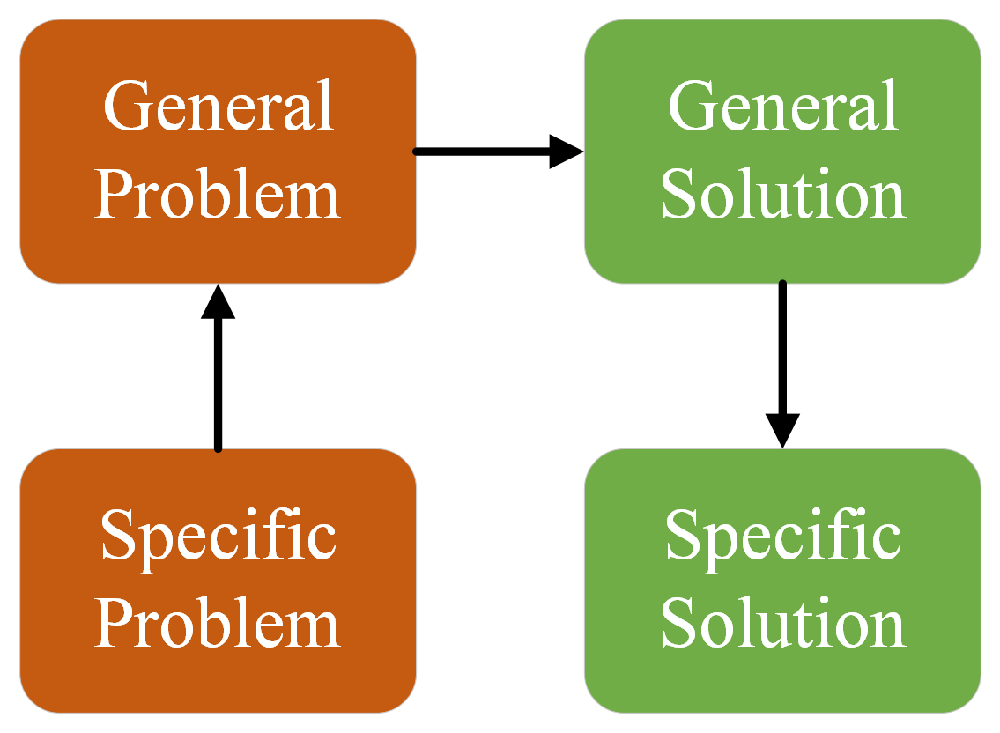 General
Problem
General
Solution
Specific
Problem
Specific
Solution